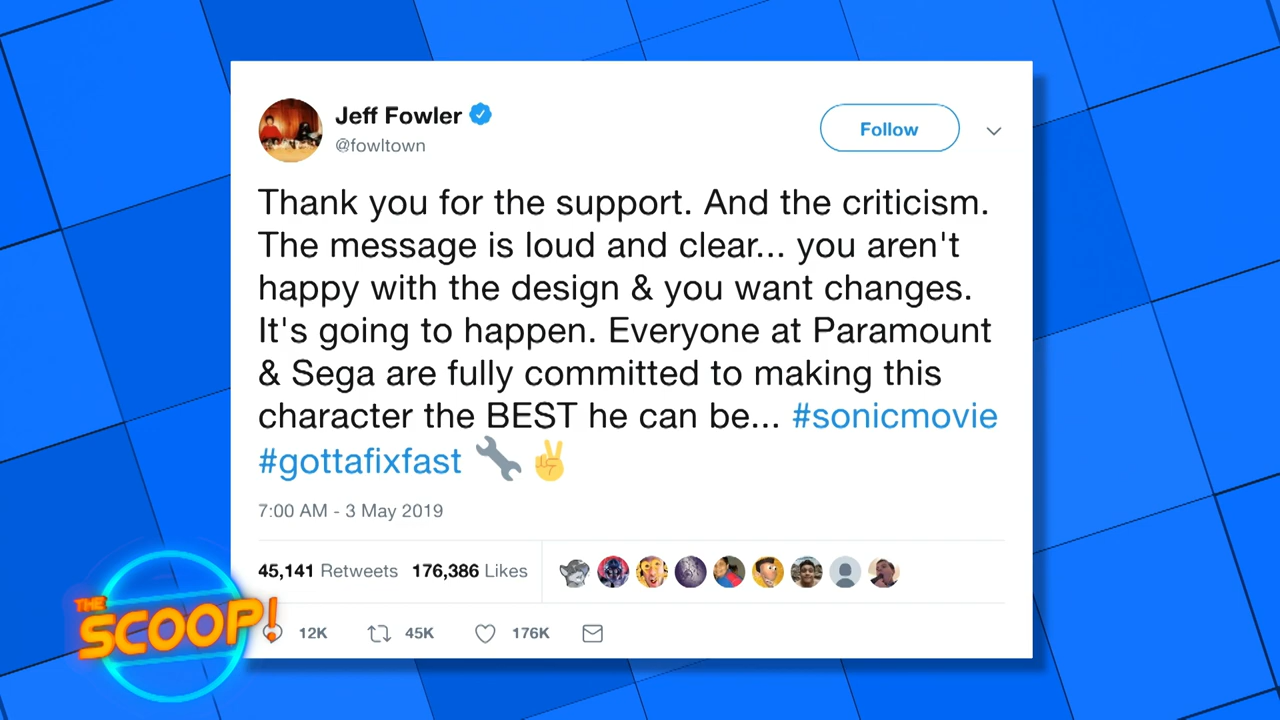 Jeff Fowler
@fowltown
Follow
Thank you for the support. And the criticism.
The message is loud and clear... you aren't
happy with the design & you want changes.
It's going to happen. Everyone at Paramount
& Sega are fully committed to making this
character the BEST he can be... #sonicmovie
#gottafixfast 🔧✌
7:00 AM - 3 May 2019
45,141 Retweets 176,386 Likes
12K 45K 176K
THE
SCOOP!